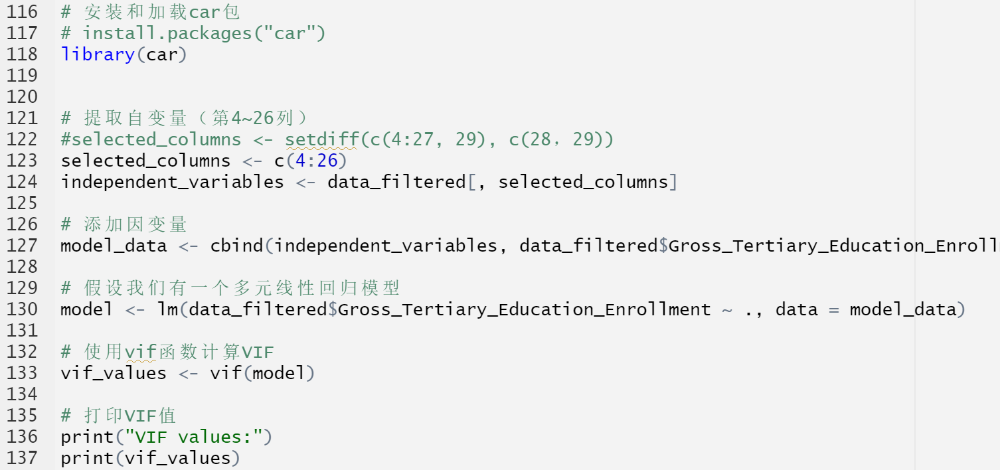 116 # 安装和加载car包
117 # install.packages("car")
118 library(car)
119
120
121 # 提取自变量（第4~26列）
122 #selected_columns <- setdiff(c(4:27, 29), c(28，29))
123 selected_columns <- c(4:26)
124 independent_variables <- data_filtered[, selected_columns]
125
126 # 添加因变量
127 model_data <- cbind(independent_variables, data_filtered$Gross_Tertiary_Education_Enroll
128
129 # 假设我们有一个多元线性回归模型
130 model <- lm(data_filtered$Gross_Tertiary_Education_Enrollment ~ ., data = model_data)
131
132 # 使用vif函数计算VIF
133 vif_values <- vif(model)
134
135 # 打印VIF值
136 print("VIF values:")
137 print(vif_values)